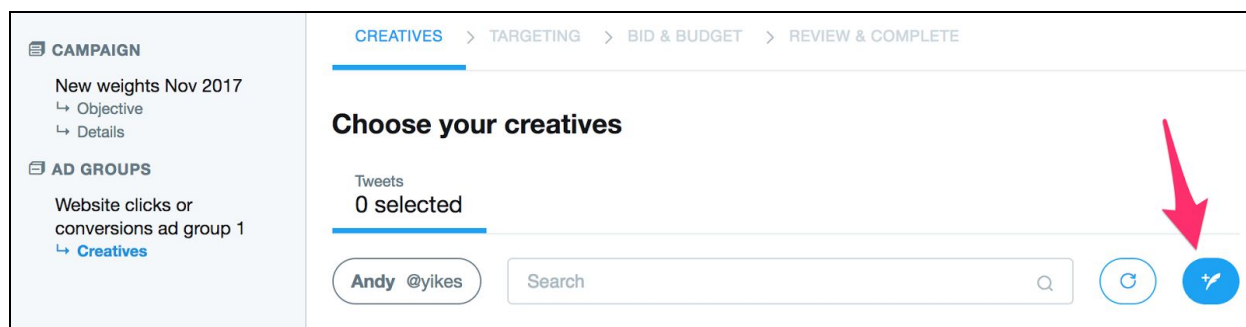 CAMPAIGN
New weights Nov 2017
↳ Objective
↳ Details
AD GROUPS
Website clicks or
conversions ad group 1
↳ Creatives
CREATIVES > TARGETING > BID & BUDGET > REVIEW & COMPLETE
Choose your creatives
Tweets
0 selected
Andy @yikes
Search